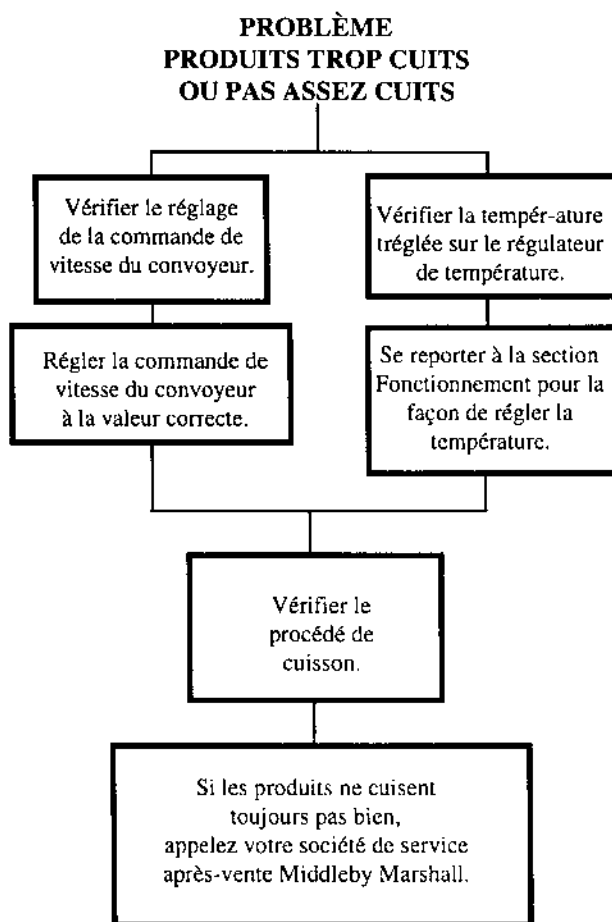 PROBLÈME
PRODUITS TROP CUITS
OU PAS ASSEZ CUITS
Vérifier le réglage
de la commande de
vitesse du convoyeur.
Vérifier la tempér-ature
tréglée sur le régulateur
de température.
Régler la commande de
vitesse du convoyeur
à la valeur correcte.
Se reporter à la section
Fonctionnement pour la
façon de régler la
température.
Vérifier le
procédé de
cuisson.
Si les produits ne cuisent
toujours pas bien,
appelez votre société de service
après-vente Middleby Marshall.